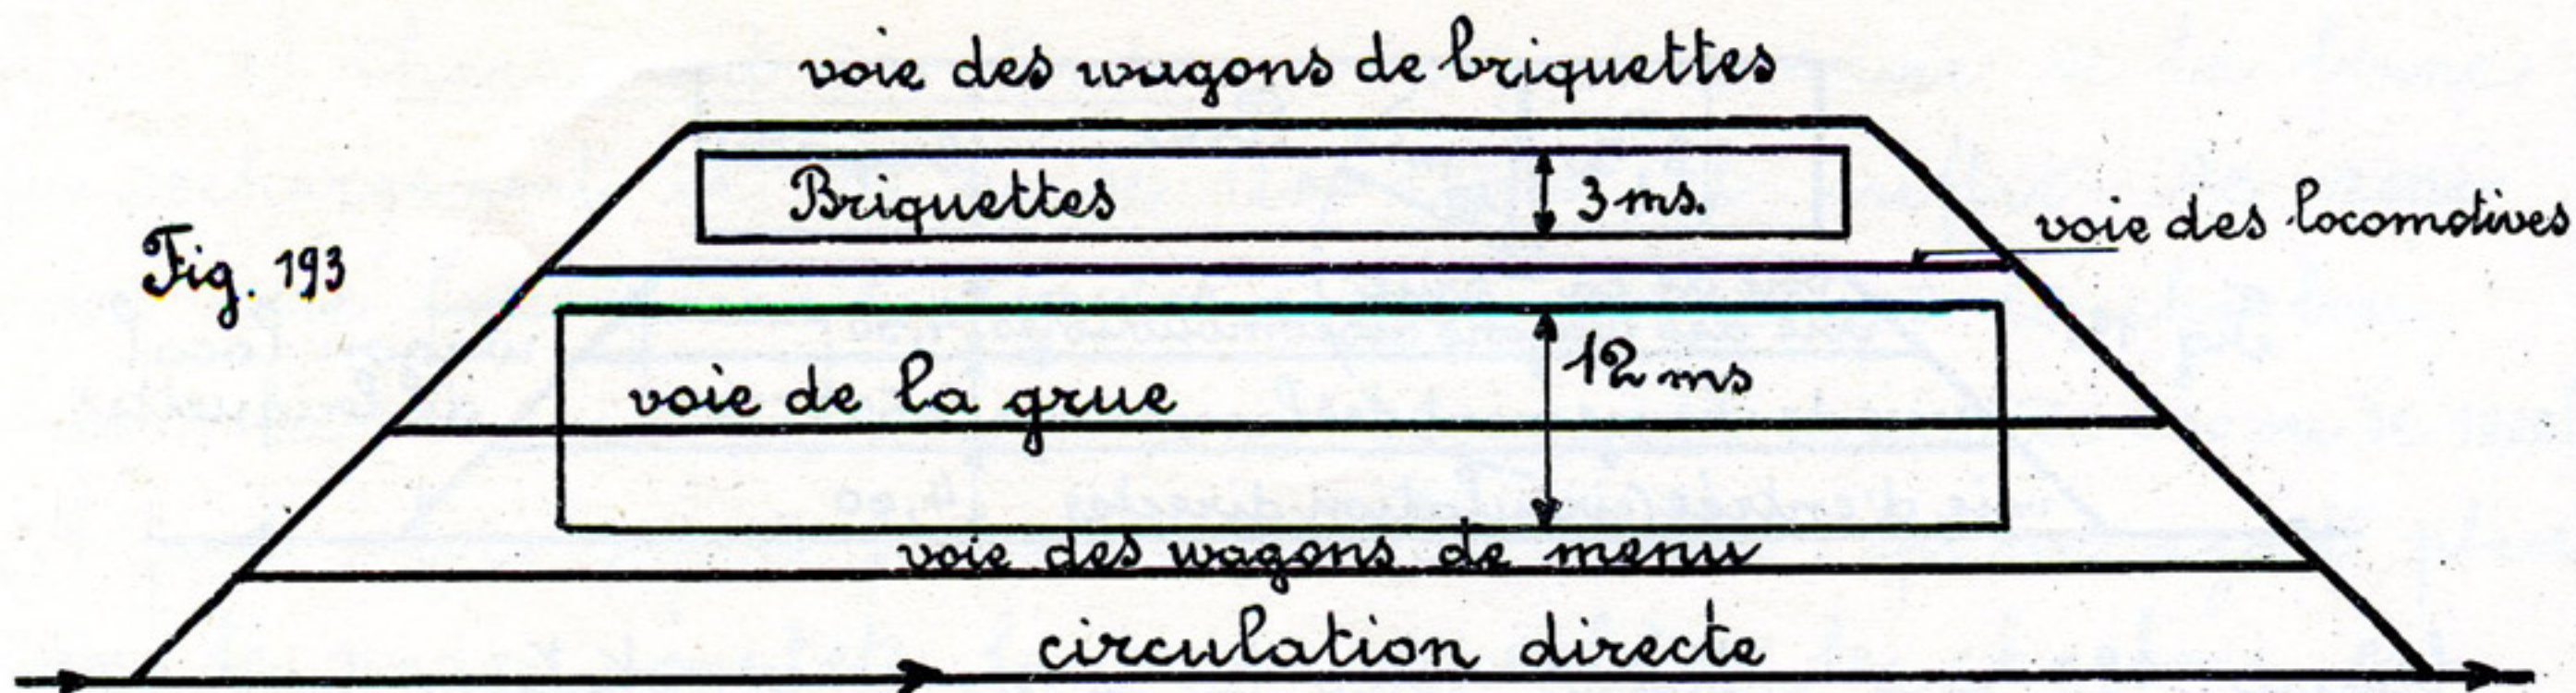 voie des wagons de briquettes
Briquettes
3 ms.
voie des locomotives
Fig. 193
12 ms
voie de la grue
voie des wagons de menu
circulation directe